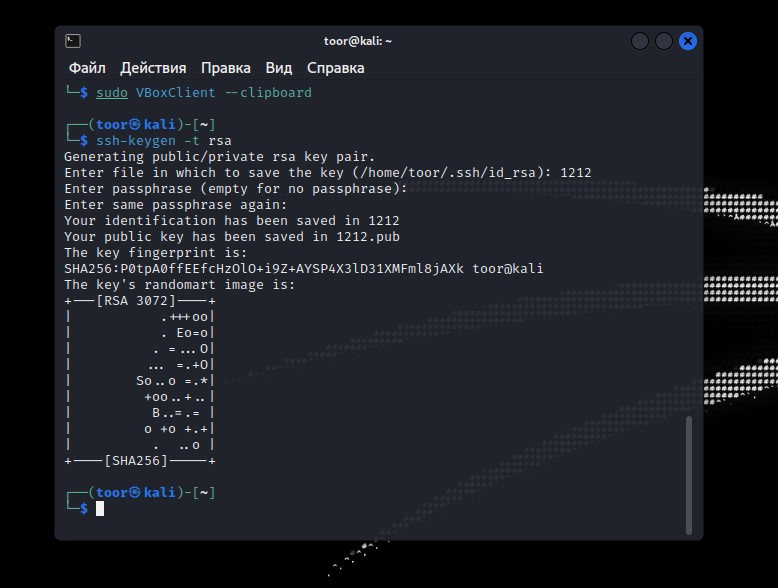 toor@kali: ~
Файл Действия Правка Вид Справка
└─$ sudo VBoxClient --clipboard
┌──(toor㉿kali)-[~]
└─$ ssh-keygen -t rsa
Generating public/private rsa key pair.
Enter file in which to save the key (/home/toor/.ssh/id_rsa): 1212
Enter passphrase (empty for no passphrase):
Enter same passphrase again:
Your identification has been saved in 1212
Your public key has been saved in 1212.pub
The key fingerprint is:
SHA256:P0tpA0ffEEfcHzOlO+i9Z+AYSP4X3lD31XMFml8jAXk toor@kali
The key's randomart image is:
+---[RSA 3072]----+
|           .+++oo|
|           . Eo=o|
|          . =...O|
|         ... =.+O|
|        So..o =.*|
|         +oo..+..|
|          B..=.= |
|         o +o +.+|
|          .  ..o |
+----[SHA256]-----+
┌──(toor㉿kali)-[~]
└─$